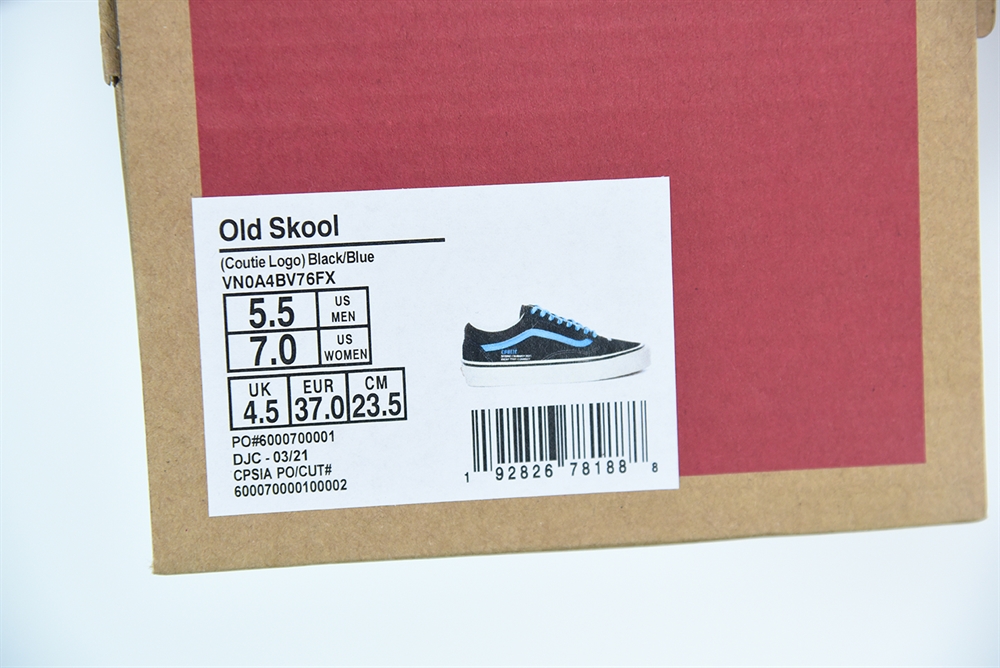 Old Skool
(Coutie Logo) Black/Blue
VN0A4BV76FX
5.5 US MEN
7.0 US WOMEN
UK 4.5 EUR 37.0 CM 23.5
PO#6000700001
DJC - 03/21
CPSIA PO/CUT#
600070000100002
1 92826 78188 8